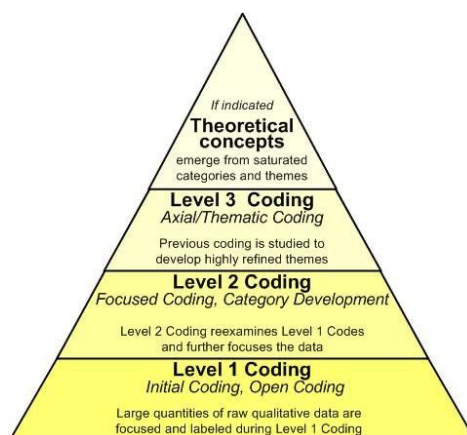 If indicated
Theoretical
concepts
emerge from saturated
categories and themes
Level 3 Coding
Axial/Thematic Coding
Previous coding is studied to
develop highly refined themes
Level 2 Coding
Focused Coding, Category Development
Level 2 Coding reexamines Level 1 Codes
and further focuses the data
Level 1 Coding
Initial Coding, Open Coding
Large quantities of raw qualitative data are
focused and labeled during Level 1 Coding